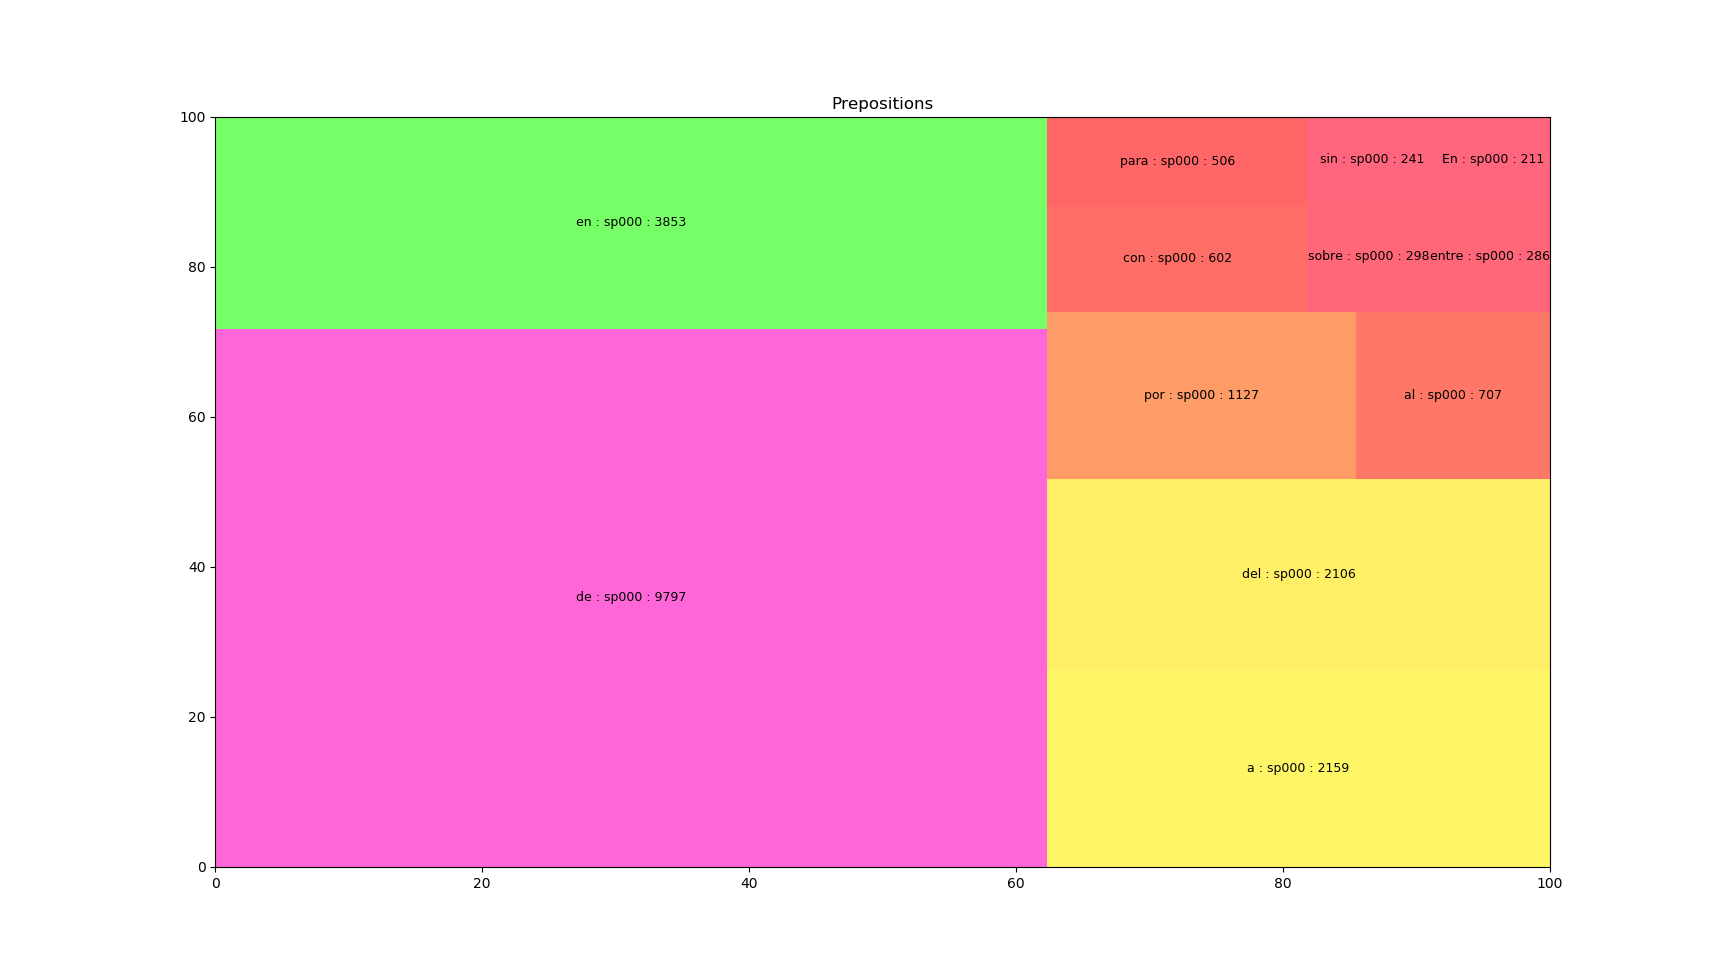 Prepositions
100
80
60
40
20
0
en : sp000 : 3853
de : sp000 : 9797
para : sp000 : 506
sin : sp000 : 241
En : sp000 : 211
con : sp000 : 602
sobre : sp000 : 298
entre : sp000 : 286
por : sp000 : 1127
al : sp000 : 707
del : sp000 : 2106
a : sp000 : 2159
0 20 40 60 80 100